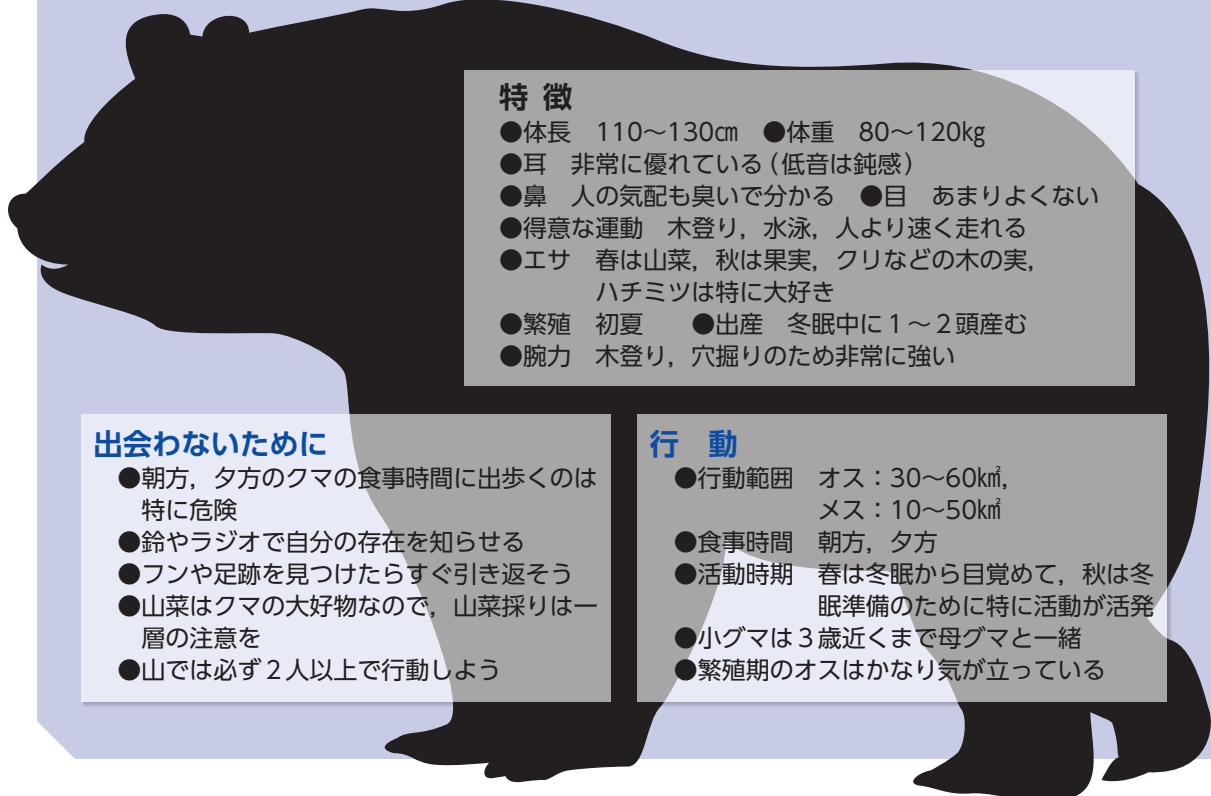 特 徴
●体長　110～130㎝　●体重　80～120㎏
●耳　非常に優れている（低音は鈍感）
●鼻　人の気配も臭いで分かる　●目　あまりよくない
●得意な運動　木登り，水泳，人より速く走れる
●エサ　春は山菜，秋は果実，クリなどの木の実，
ハチミツは特に大好き
●繁殖　初夏　　●出産　冬眠中に１～２頭産む
●腕力　木登り，穴掘りのため非常に強い
出会わないために
●朝方，夕方のクマの食事時間に出歩くのは
特に危険
●鈴やラジオで自分の存在を知らせる
●フンや足跡を見つけたらすぐ引き返そう
●山菜はクマの大好物なので，山菜採りは一
層の注意を
●山では必ず２人以上で行動しよう
行　動
●行動範囲　オス：30～60㎢，
メス：10～50㎢
●食事時間　朝方，夕方
●活動時期　春は冬眠から目覚めて，秋は冬
眠準備のために特に活動が活発
●小グマは３歳近くまで母グマと一緒
●繁殖期のオスはかなり気が立っている